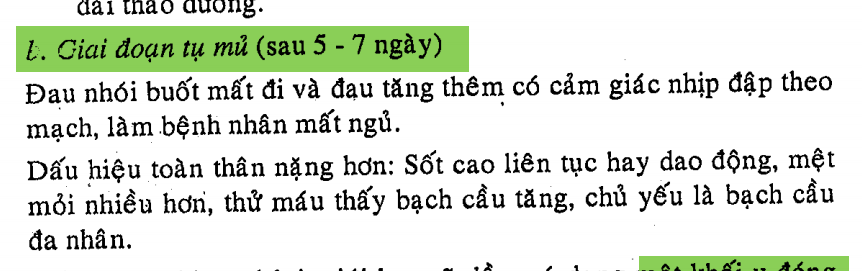 đái tháo đường.
b. Giai đoạn tụ mủ (sau 5 - 7 ngày)
Đau nhói buốt mất đi và đau tăng thêm có cảm giác nhịp đập theo
mạch, làm bệnh nhân mất ngủ.
Dấu hiệu toàn thân nặng hơn: Sốt cao liên tục hay dao động, mệt
mỏi nhiều hơn, thử máu thấy bạch cầu tăng, chủ yếu là bạch cầu
đa nhân.